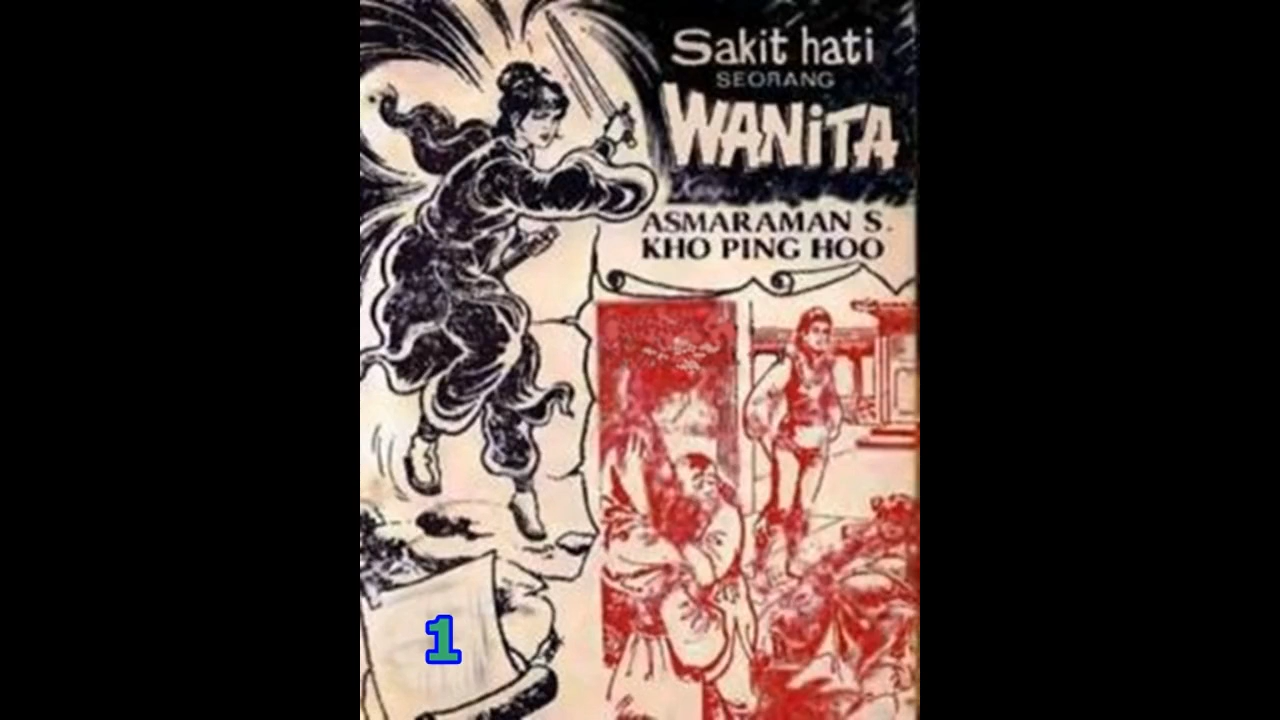 Sakit hati
SEORANG
WANiTA
ASMARAMAN S.
KHO PING HOO
1